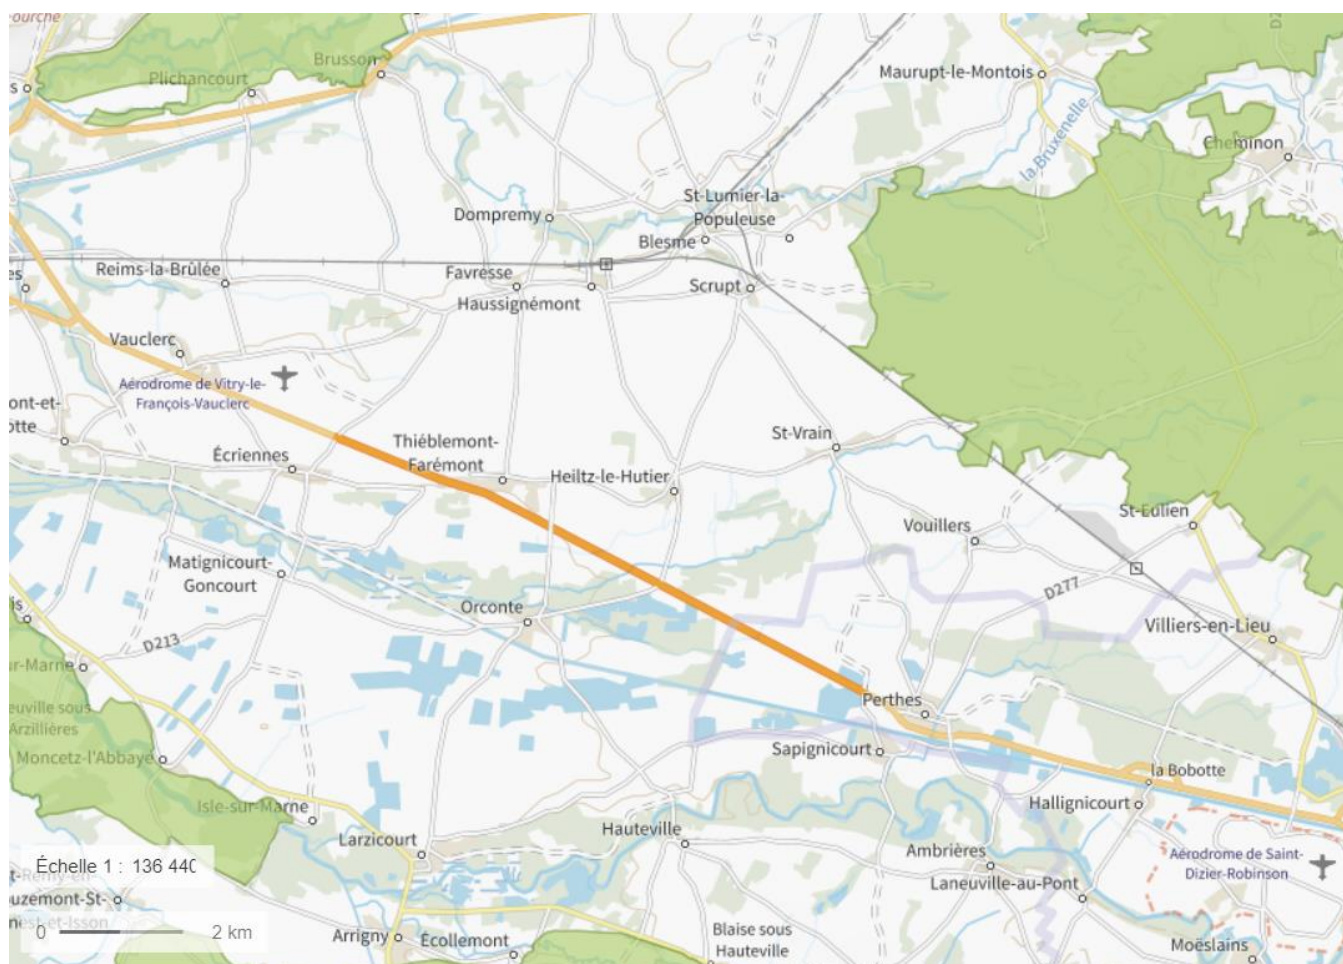 Plichancourt
Brusson
Maurupt-le-Montois
la Bruxenelle
Cheminon
St-Lumier-la-
Populeuse
Dompremy
Blesme
Reims-la-Brûlée
Favresse
Haussignémont
Scrupt
Vauclerc
Aérodrome de Vitry-le-
François-Vauclerc
ont-et-
otte
Écriennes
Thiéblemont-
Farémont
St-Vrain
Heiltz-le-Hutier
Vouillers
St-Eulien
Matignicourt-
Goncourt
Orconte
D277
D213
Villiers-en-Lieu
ur-Marne
euville sous
Arzillières
Moncetz-l'Abbaye
Perthes
Sapignicourt
la Bobotte
Isle-sur-Marne
Hallignicourt
Larzicourt
Hauteville
Ambrières
Laneuville-au-Pont
Aérodrome de Saint-
Dizier-Robinson
Échelle 1 : 136 440
uzemont-St-
0
2 km
Arrigny
Écollemont
Blaise sous
Hauteville
Moëslains